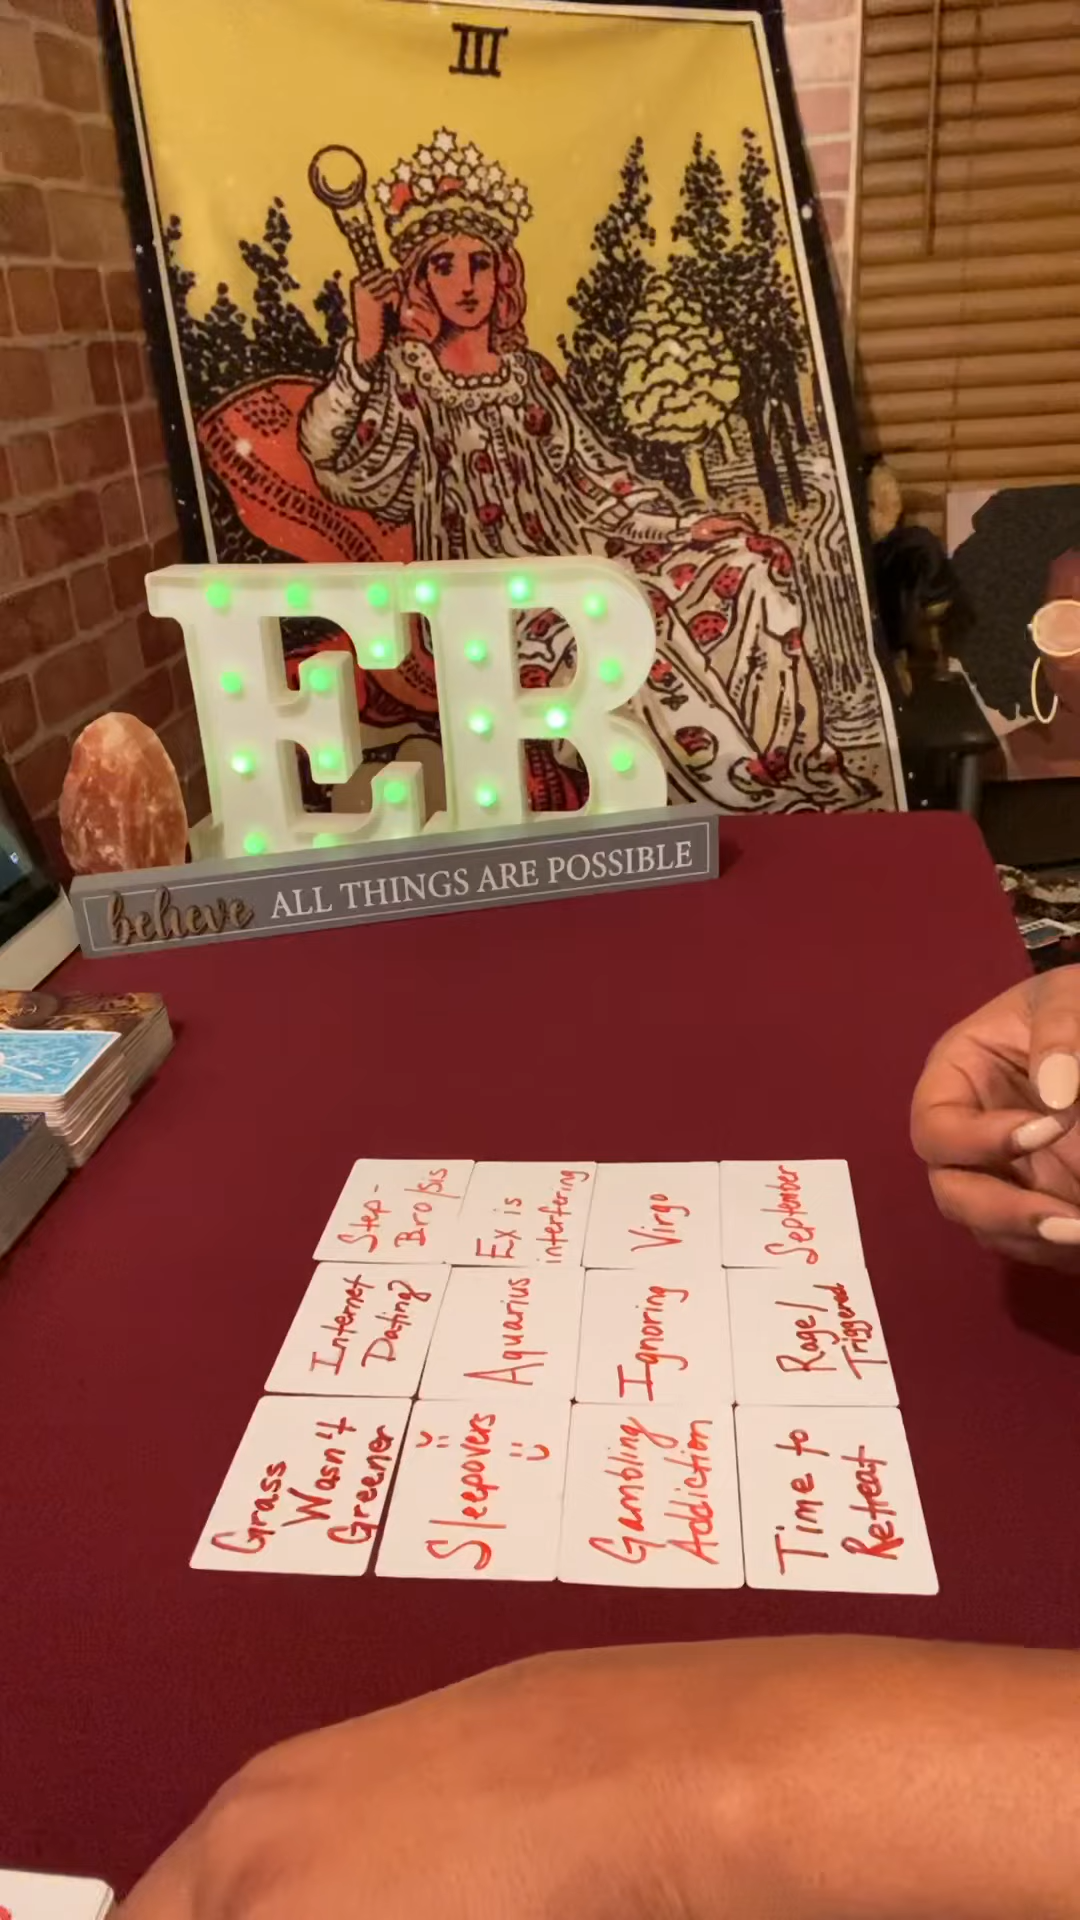 III
EB
believe ALL THINGS ARE POSSIBLE
Step-
Bro/sis
Ex is
interfering
Virgo
September
Internet
Dating?
Aquarius
Ignoring
Rage/
Triggered
Grass
Wasn't
Greener
Sleepovers
Gambling
Addiction
Time to
Retreat